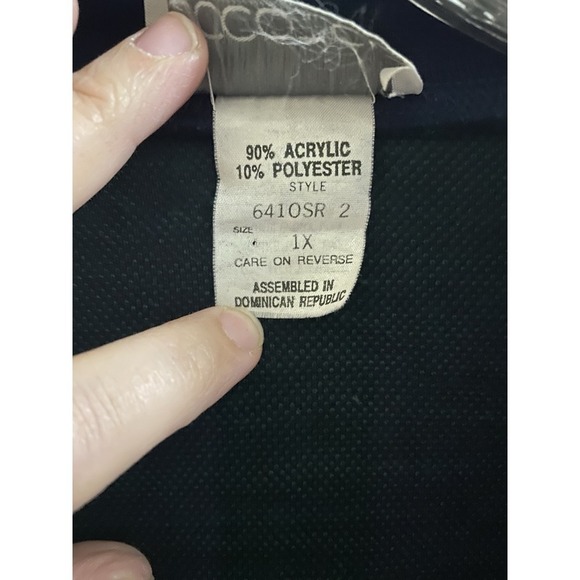 90% ACRYLIC
10% POLYESTER
STYLE
6410SR 2
SIZE
1X
CARE ON REVERSE
ASSEMBLED IN
DOMINICAN REPUBLIC